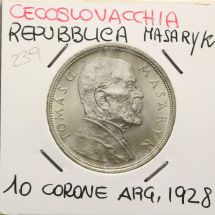 CECOSLOVACCHIA
REPUBBLICA MASARYK
239
TOMÁŠ G. MASARYK
10 CORONE ARG, 1928